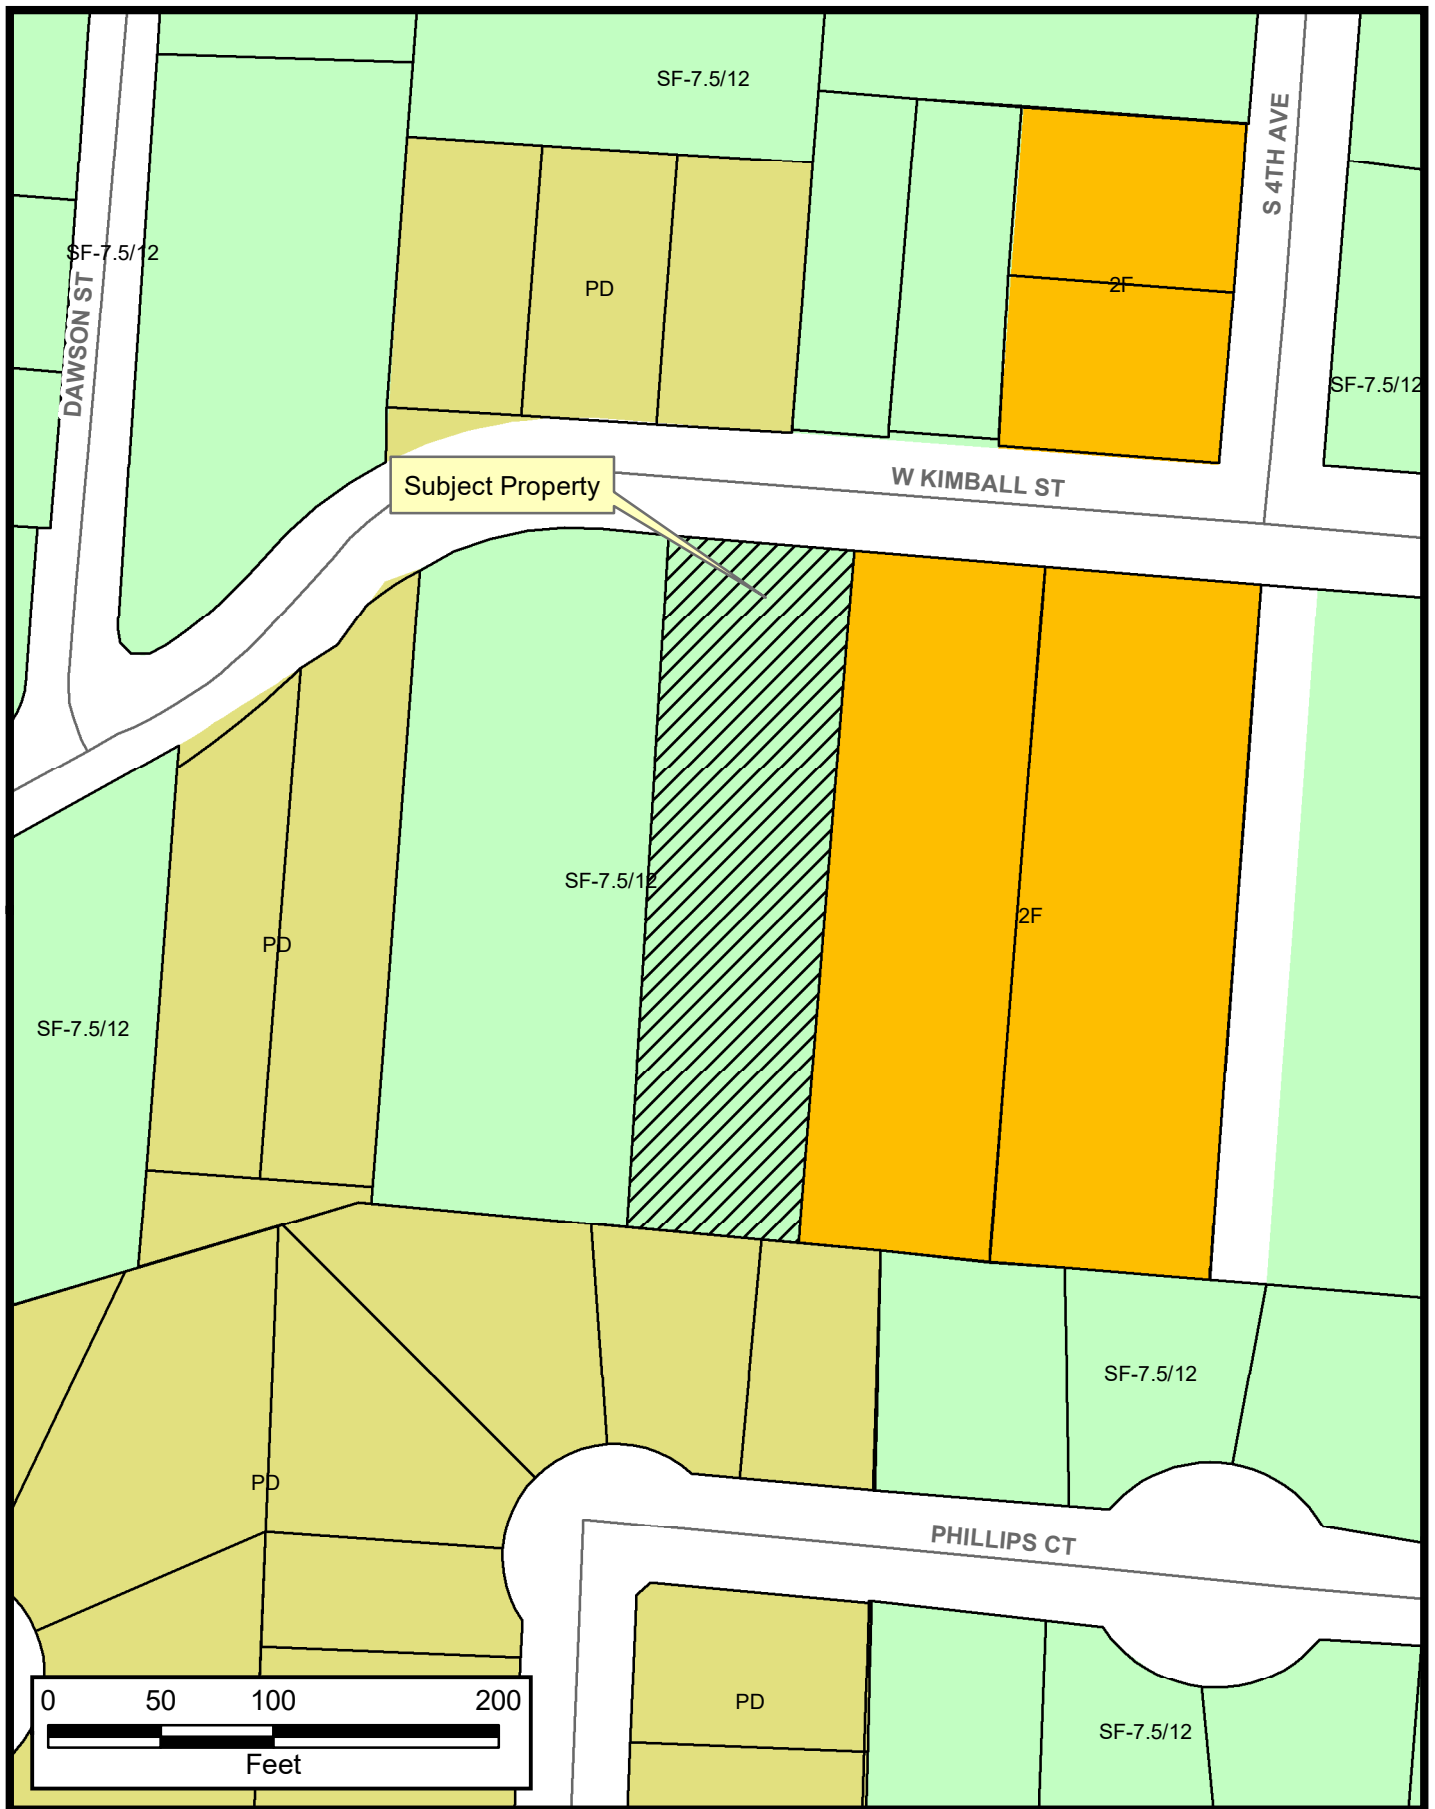 SF-7.5/12
S 4TH AVE
SF-7.5/12
2F
PD
DAWSON ST
SF-7.5/12
W KIMBALL ST
Subject Property
SF-7.5/12
2F
PD
SF-7.5/12
SF-7.5/12
PD
PHILLIPS CT
0 50 100 200
Feet
PD
SF-7.5/12